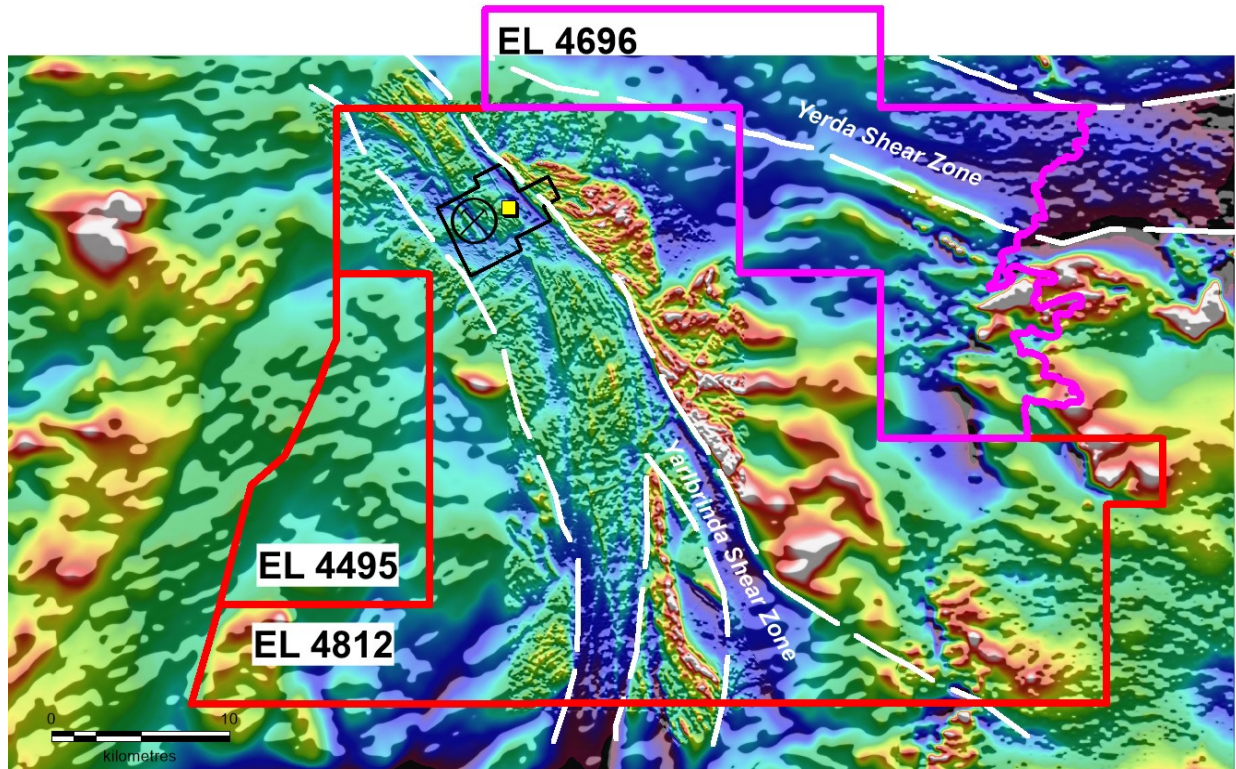 EL 4696
Yerda Shear Zone
Yarlbrinda Shear Zone
EL 4495
EL 4812
0 10
kilometres